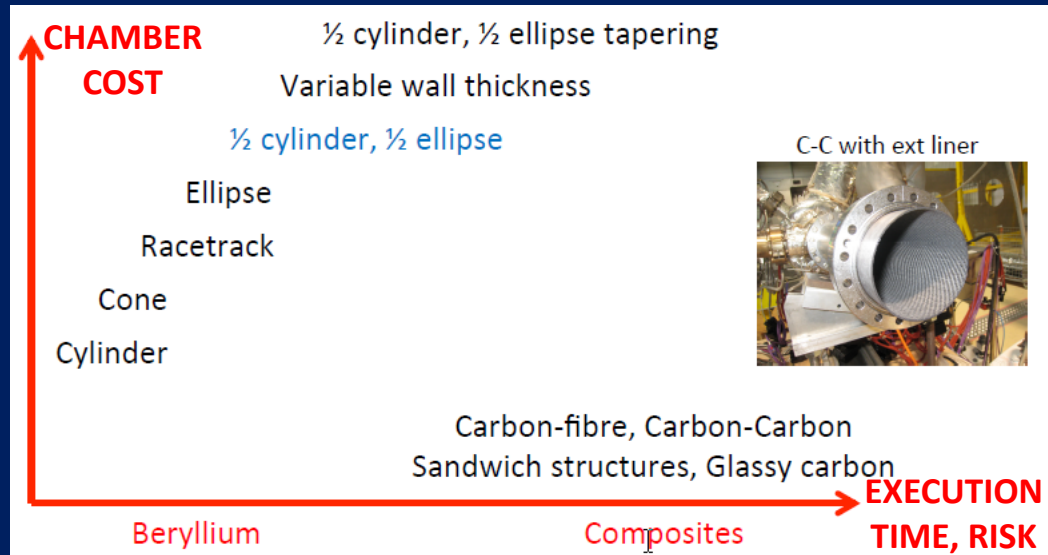 CHAMBER
COST
½ cylinder, ½ ellipse tapering
Variable wall thickness
½ cylinder, ½ ellipse
C-C with ext liner
Ellipse
Racetrack
Cone
Cylinder
Carbon-fibre, Carbon-Carbon
Sandwich structures, Glassy carbon
EXECUTION
TIME, RISK
Beryllium
Composites